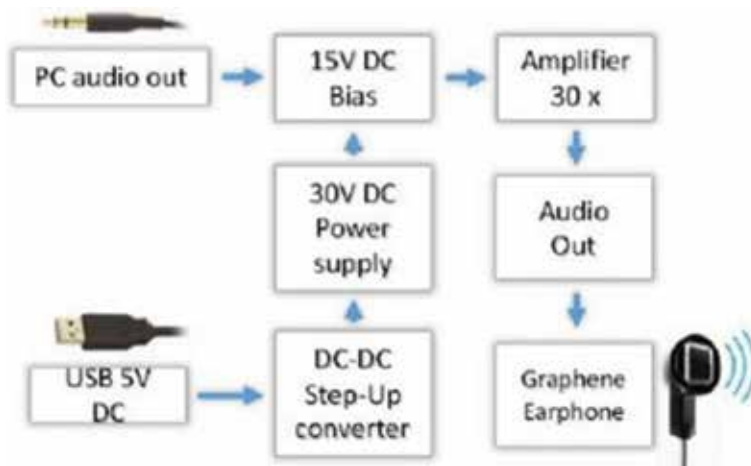 PC audio out
15V DC
Bias
Amplifier
30 x
30V DC
Power
supply
Audio
Out
USB 5V
DC
DC-DC
Step-Up
converter
Graphene
Earphone